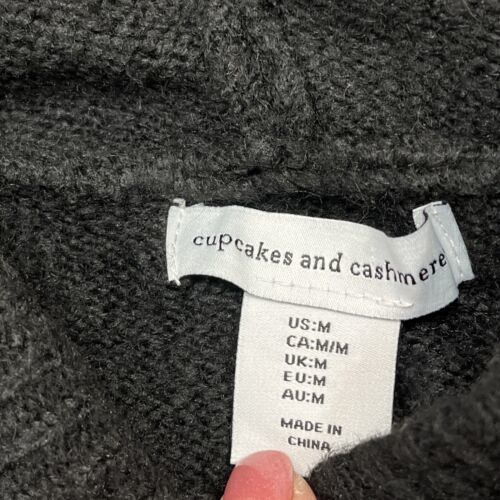 cupcakes and cashmere
US:M
CA:M/M
UK:M
EU:M
AU:M
MADE IN
CHINA